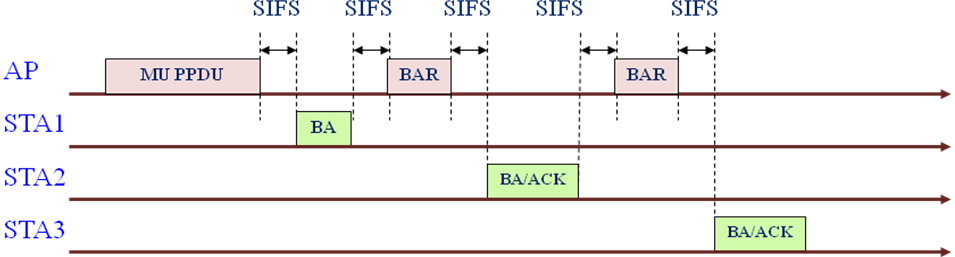 SIFS SIFS SIFS SIFS SIFS
AP MU PPDU BAR BAR
STA1 BA
STA2 BA/ACK
STA3 BA/ACK